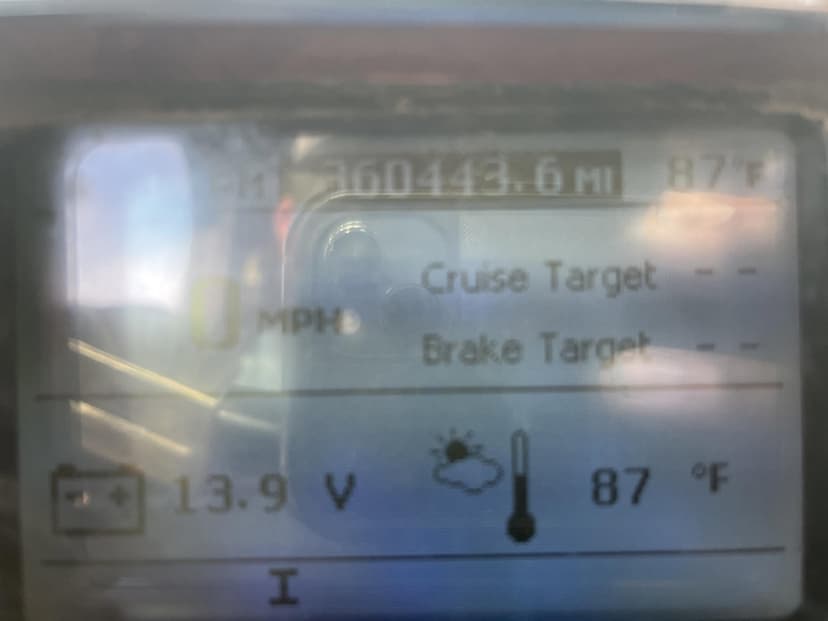 360443.6 MI 87°F
Cruise Target - -
0 MPH
Brake Target - -
- + 13.9 V 87 °F
I